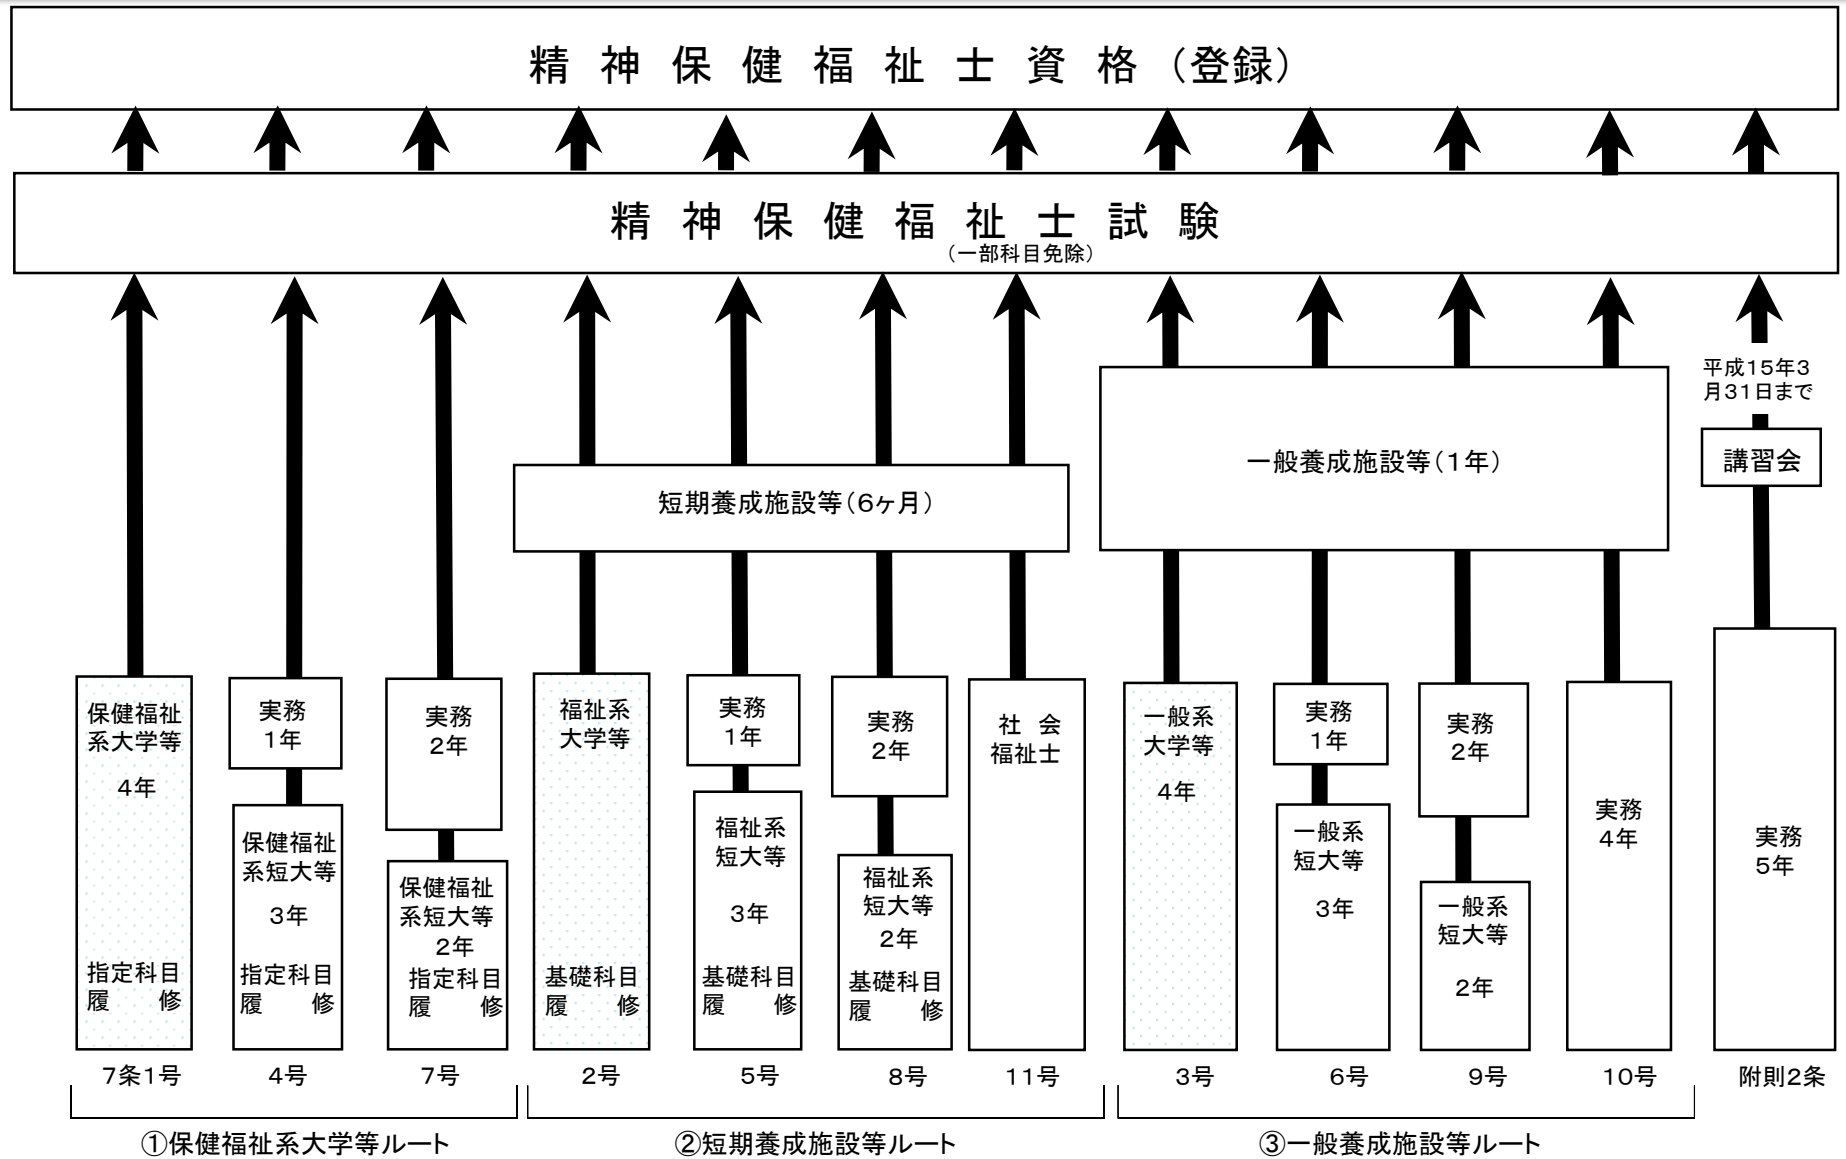 精神保健福祉士資格（登録）
精神保健福祉士試験
（一部科目免除）
平成１５年３
月３１日まで
講習会
一般養成施設等（１年）
短期養成施設等（６ヶ月）
保健福祉
系大学等
４年
指定科目
履　　修
実務
１年
保健福祉
系短大等
３年
指定科目
履　　修
実務
２年
保健福祉
系短大等
２年
指定科目
履　　修
福祉系
大学等
基礎科目
履　　修
実務
１年
福祉系
短大等
３年
基礎科目
履　　修
実務
２年
福祉系
短大等
２年
基礎科目
履　　修
社　会
福祉士
一般系
大学等
４年
実務
１年
一般系
短大等
３年
実務
２年
一般系
短大等
２年
実務
４年
実務
５年
７条１号
４号
７号
２号
５号
８号
１１号
３号
６号
９号
１０号
附則２条
①保健福祉系大学等ルート
②短期養成施設等ルート
③一般養成施設等ルート